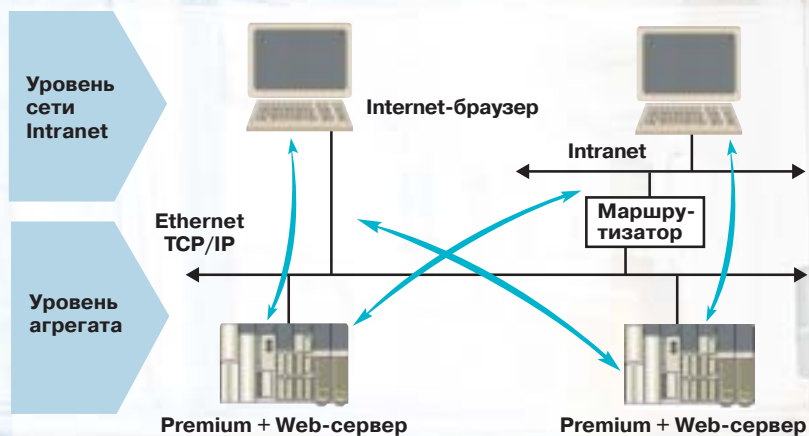 Уровень
сети
Intranet
Internet-браузер
Intranet
Маршру-
тизатор
Ethernet
TCP/IP
Уровень
агрегата
Premium + Web-сервер
Premium + Web-сервер